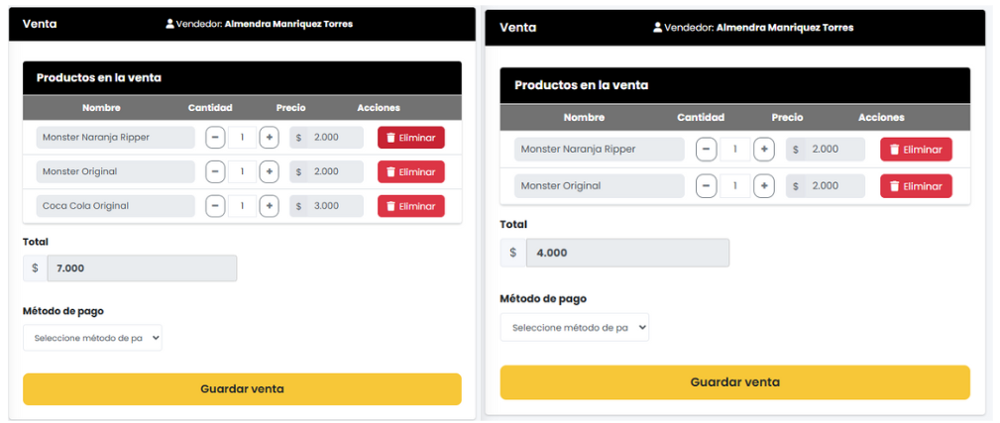 Venta Vendedor: Almendra Manriquez Torres
Productos en la venta
Nombre Cantidad Precio Acciones
Monster Naranja Ripper - 1 + $ 2.000 Eliminar
Monster Original - 1 + $ 2.000 Eliminar
Coca Cola Original - 1 + $ 3.000 Eliminar
Total
$ 7.000
Método de pago
Seleccione método de pa
Guardar venta
Venta Vendedor: Almendra Manriquez Torres
Productos en la venta
Nombre Cantidad Precio Acciones
Monster Naranja Ripper - 1 + $ 2.000 Eliminar
Monster Original - 1 + $ 2.000 Eliminar
Total
$ 4.000
Método de pago
Seleccione método de pa
Guardar venta